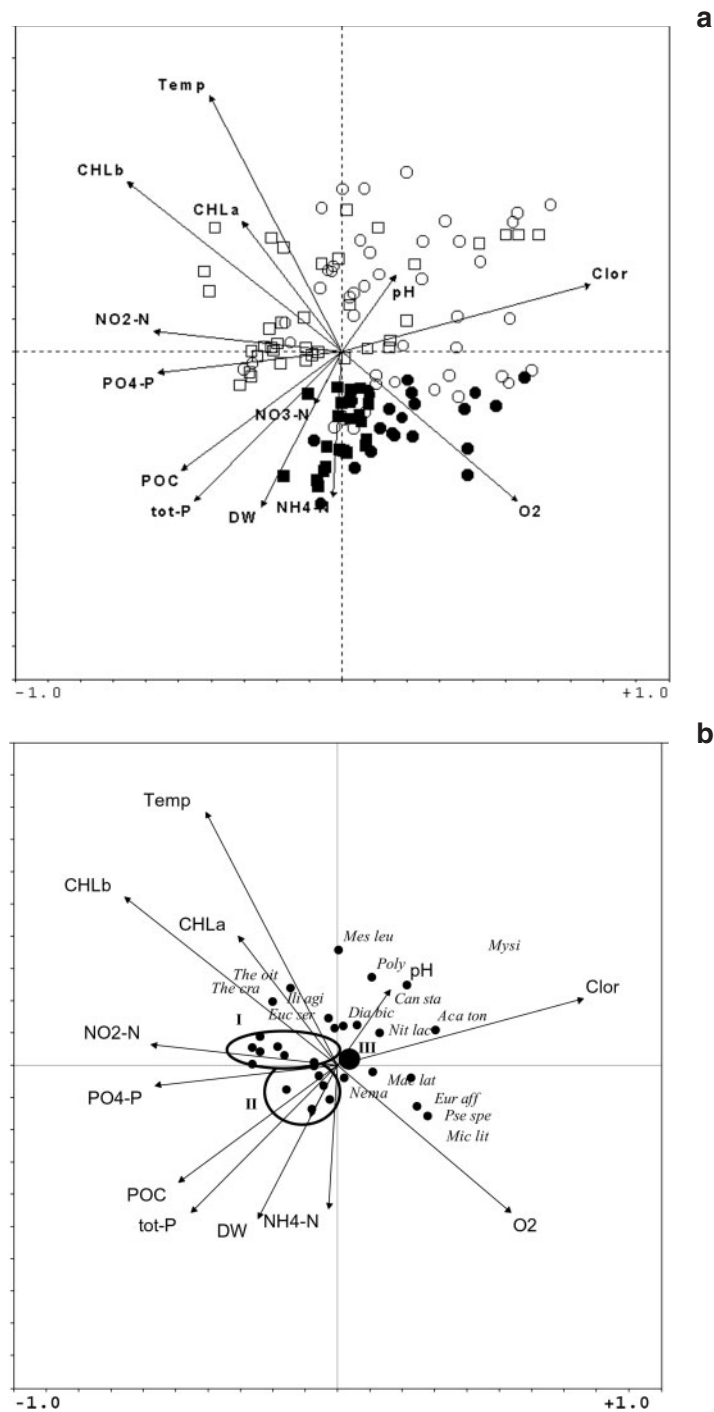 a
Temp
CHLb
CHLa
pH
Clor
NO2-N
PO4-P
NO3-N
POC
tot-P
DW
NH4-N
O2
-1.0 +1.0
b
Temp
CHLb
CHLa
Mes leu
Mysi
Poly
pH
The oit
The cra
Ili agi
Can sta
Clor
Euc ser
Dia bic
Aca ton
I
Nit lac
NO2-N
III
PO4-P
Nema
Mac lat
II
Eur aff
Pse spe
Mic lit
POC
tot-P
DW
NH4-N
O2
-1.0 +1.0